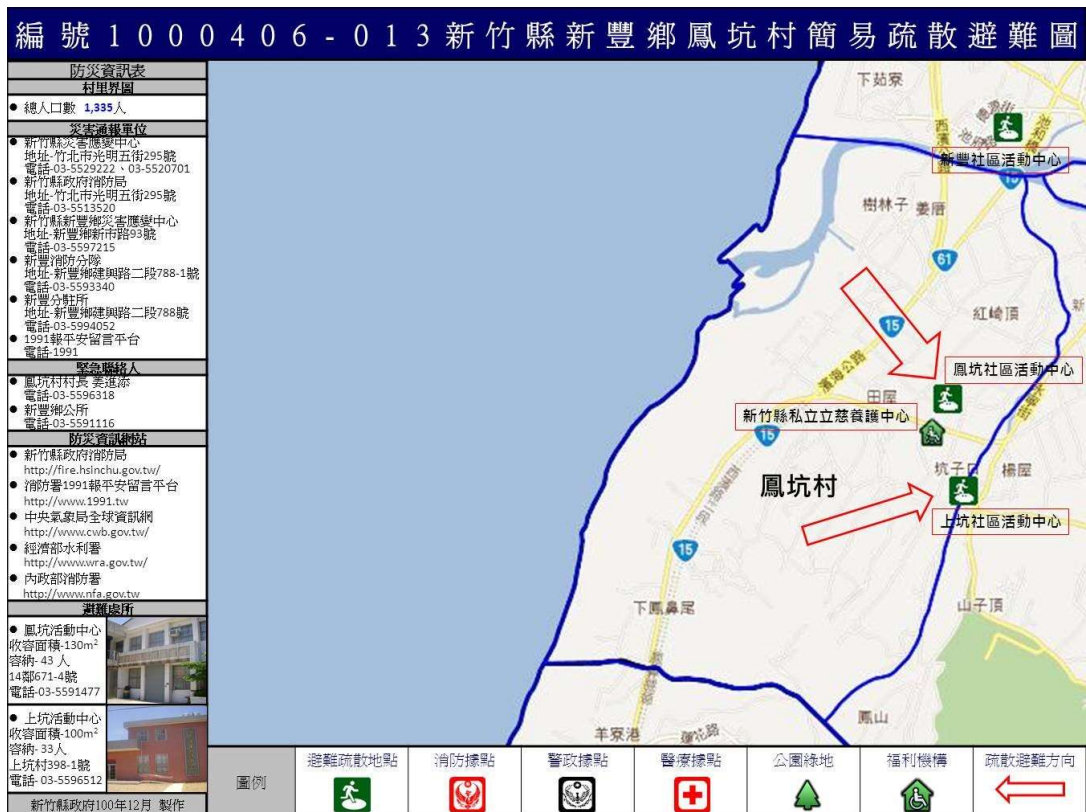 編號1000406-013新竹縣新豐鄉鳳坑村簡易疏散避難圖
防災資訊表
村里界圖
● 總人口數 1,335人
災害通報單位
● 新竹縣災害應變中心
地址-竹北市光明五街295號
電話-03-5529222、03-5520701
● 新竹縣政府消防局
地址-竹北市光明五街295號
電話-03-5513520
● 新竹縣新豐鄉災害應變中心
地址-新豐鄉新市路93號
電話-03-5597215
● 新豐消防分隊
地址-新豐鄉建興路二段788-1號
電話-03-5593340
● 新豐分駐所
地址-新豐鄉建興路二段788號
電話-03-5994052
● 1991報平安留言平台
電話-1991
緊急聯絡人
● 鳳坑村村長 姜進添
電話-03-5596318
● 新豐鄉公所
電話-03-5591116
防災資訊網站
● 新竹縣政府消防局
http://fire.hsinchu.gov.tw/
● 消防署1991報平安留言平台
http://www.1991.tw
● 中央氣象局全球資訊網
http://www.cwb.gov.tw/
● 經濟部水利署
http://www.wra.gov.tw/
● 內政部消防署
http://www.nfa.gov.tw
避難處所
● 鳳坑活動中心
收容面積-130m²
容納- 43 人
14鄰671-4號
電話-03-5591477
● 上坑活動中心
收容面積-100m²
容納- 33人
上坑村398-1號
電話- 03-5596512
新竹縣政府100年12月 製作
下茄寮
德湖街
池和橋
池府路
西濱公路
新豐社區活動中心
15
樹林子
姜厝
61
紅崎頂
新
15
濱海公路
鳳坑社區活動中心
田屋
新竹縣私立立慈養護中心
15
坑子口
楊屋
鳳坑村
上坑社區活動中心
15
下鳳鼻尾
山子頂
鳳山
羊寮港
蓮花路
圖例
避難疏散地點
消防據點
警政據點
醫療據點
公園綠地
福利機構
疏散避難方向